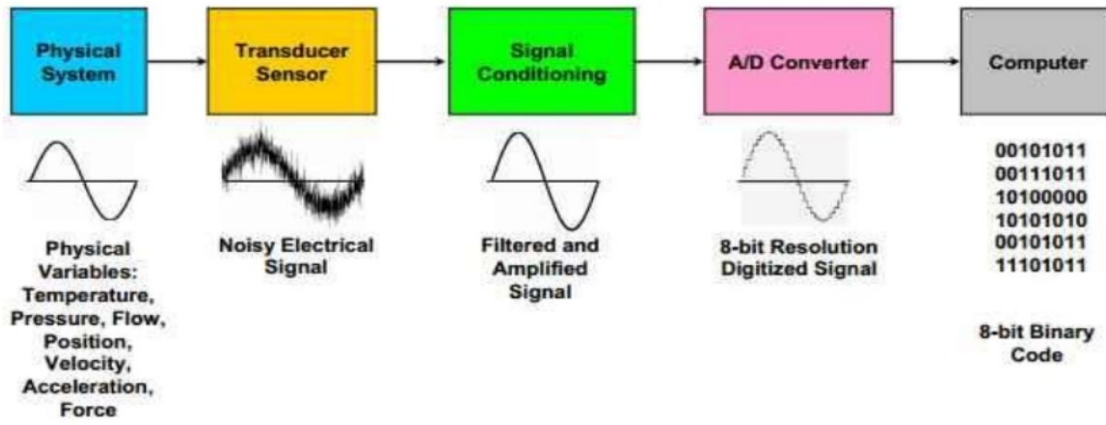 Physical
System
Transducer
Sensor
Signal
Conditioning
A/D Converter
Computer
Physical
Variables:
Temperature,
Pressure, Flow,
Position,
Velocity,
Acceleration,
Force
Noisy Electrical
Signal
Filtered and
Amplified
Signal
8-bit Resolution
Digitized Signal
00101011
00111011
10100000
10101010
00101011
11101011
8-bit Binary
Code